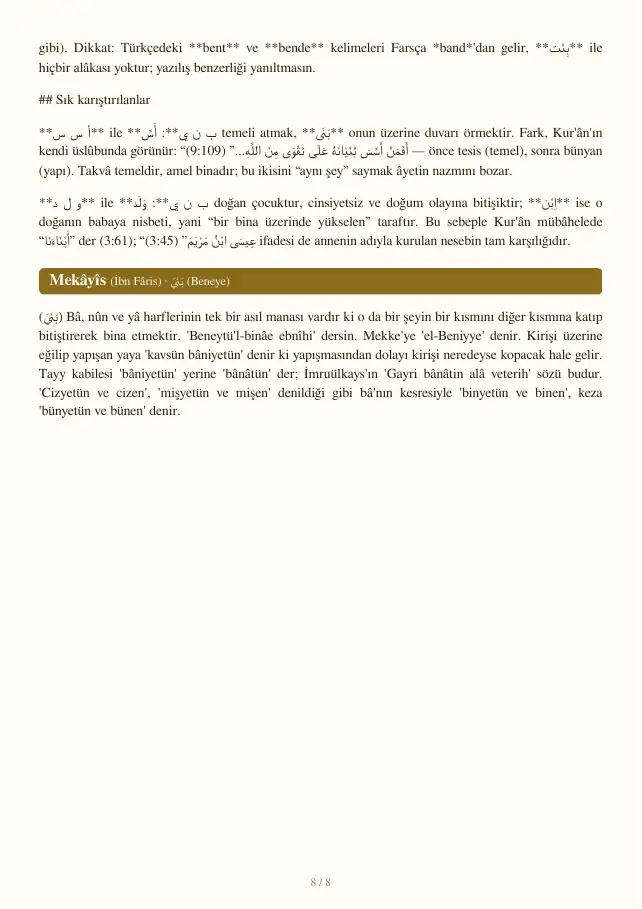 gibi). Dikkat: Türkçedeki **bent** ve **bende** kelimeleri Farsça *band*'dan gelir, **بِنْت** ile
hiçbir alâkası yoktur; yazılış benzerliği yanıltmasın.
## Sık karıştırılanlar
**أ س س** ile **ب ن ي**: أَسَّ temeli atmak, **بَنَى** onun üzerine duvarı örmektir. Fark, Kur'ân'ın
kendi üslûbunda görünür: “أَفَمَنْ أَسَّسَ بُنْيَانَهُ عَلَى تَقْوَى مِنَ اللَّهِ...” (9:109) — önce tesis (temel), sonra bünyan
(yapı). Takvâ temeldir, amel binadır; bu ikisini “aynı şey” saymak âyetin nazmını bozar.
**و ل د** ile **ب ن ي**: وَلَد doğan çocuktur, cinsiyetsiz ve doğum olayına bitişiktir; **اِبْن** ise o
doğanın babaya nisbeti, yani “bir bina üzerinde yükselen” taraftır. Bu sebeple Kur'ân mübâhelede
“أَبْنَاءَنَا” der (3:61); “عِيسَى ابْنُ مَرْيَمَ” (3:45) ifadesi de annenin adıyla kurulan nesebin tam karşılığıdır.
Mekâyîs (İbn Fâris) · بَنَيَ (Beneye)
(بَنَيَ) Bâ, nûn ve yâ harflerinin tek bir asıl manası vardır ki o da bir şeyin bir kısmını diğer kısmına katıp
bitiştirerek bina etmektir. 'Beneytü'l-binâe ebnîhi' dersin. Mekke'ye 'el-Beniyye' denir. Kirişi üzerine
eğilip yapışan yaya 'kavsün bâniyetün' denir ki yapışmasından dolayı kirişi neredeyse kopacak hale gelir.
Tayy kabilesi 'bâniyetün' yerine 'bânâtün' der; İmruülkays'ın 'Gayri bânâtin alâ veterih' sözü budur.
'Cizyetün ve cizen', 'mişyetün ve mişen' denildiği gibi bâ'nın kesresiyle 'binyetün ve binen', keza
'bünyetün ve bünen' denir.
8 / 8